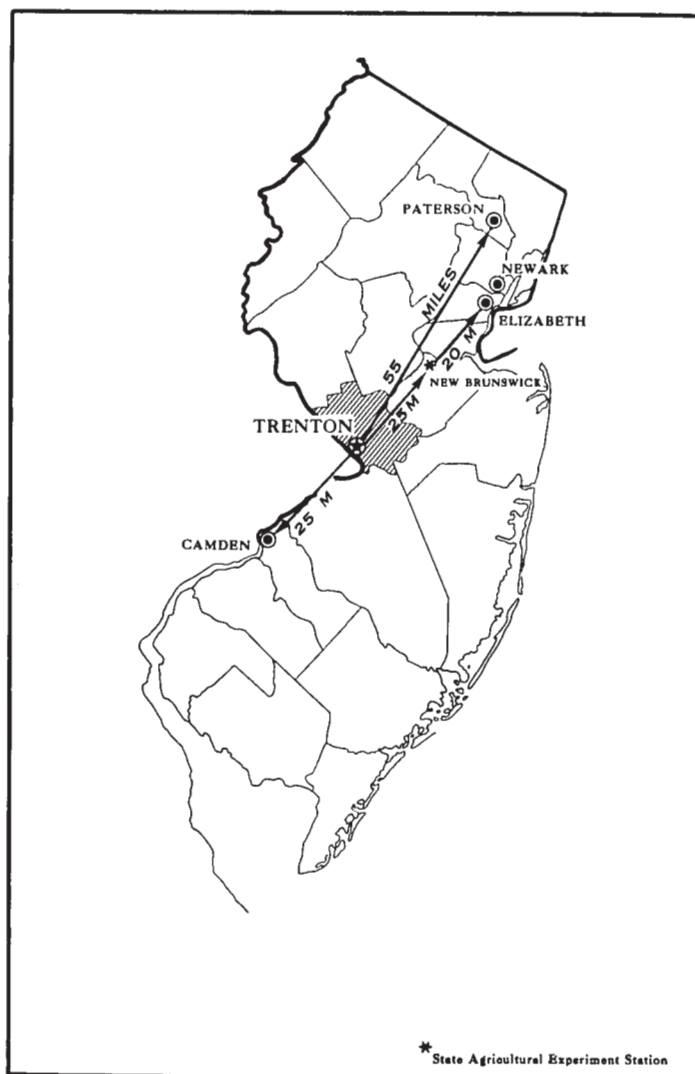 PATERSON
NEWARK
MILES
ELIZABETH
20 M
55
* NEW BRUNSWICK
25 M
TRENTON
25 M
CAMDEN
* State Agricultural Experiment Station